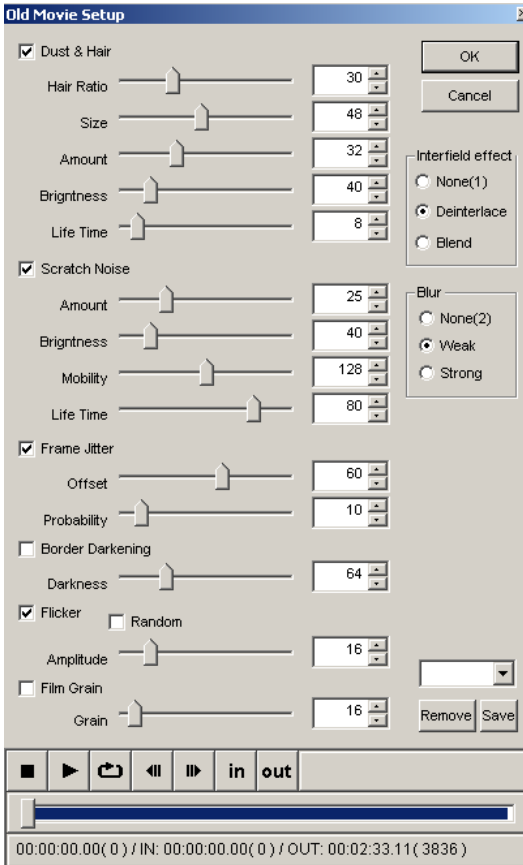 Old Movie Setup
Dust & Hair
Hair Ratio 30
Size 48
Amount 32
Brigntness 40
Life Time 8
Scratch Noise
Amount 25
Brigntness 40
Mobility 128
Life Time 80
Frame Jitter
Offset 60
Probability 10
Border Darkening
Darkness 64
Flicker
Random
Amplitude 16
Film Grain
Grain 16
OK
Cancel
Interfield effect
None(1)
Deinterlace
Blend
Blur
None(2)
Weak
Strong
Remove Save
in out
00:00:00.00( 0 ) / IN: 00:00:00.00( 0 ) / OUT: 00:02:33.11( 3836 )